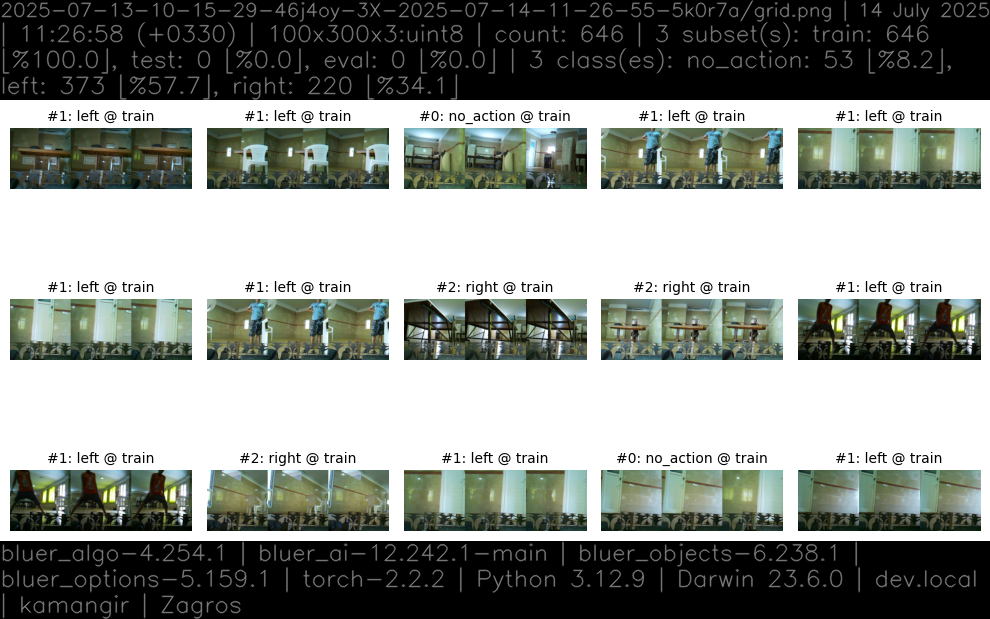 2025-07-13-10-15-29-46j4oy-3X-2025-07-14-11-26-55-5k0r7a/grid.png | 14 July 2025
| 11:26:58 (+0330) | 100x300x3:uint8 | count: 646 | 3 subset(s): train: 646
[%100.0], test: 0 [%0.0], eval: 0 [%0.0] | 3 class(es): no_action: 53 [%8.2],
left: 373 [%57.7], right: 220 [%34.1]
#1: left @ train
#1: left @ train
#0: no_action @ train
#1: left @ train
#1: left @ train
#1: left @ train
#1: left @ train
#2: right @ train
#2: right @ train
#1: left @ train
#1: left @ train
#2: right @ train
#1: left @ train
#0: no_action @ train
#1: left @ train
bluer_algo-4.254.1 | bluer_ai-12.242.1-main | bluer_objects-6.238.1 |
bluer_options-5.159.1 | torch-2.2.2 | Python 3.12.9 | Darwin 23.6.0 | dev.local
| kamangir | Zagros